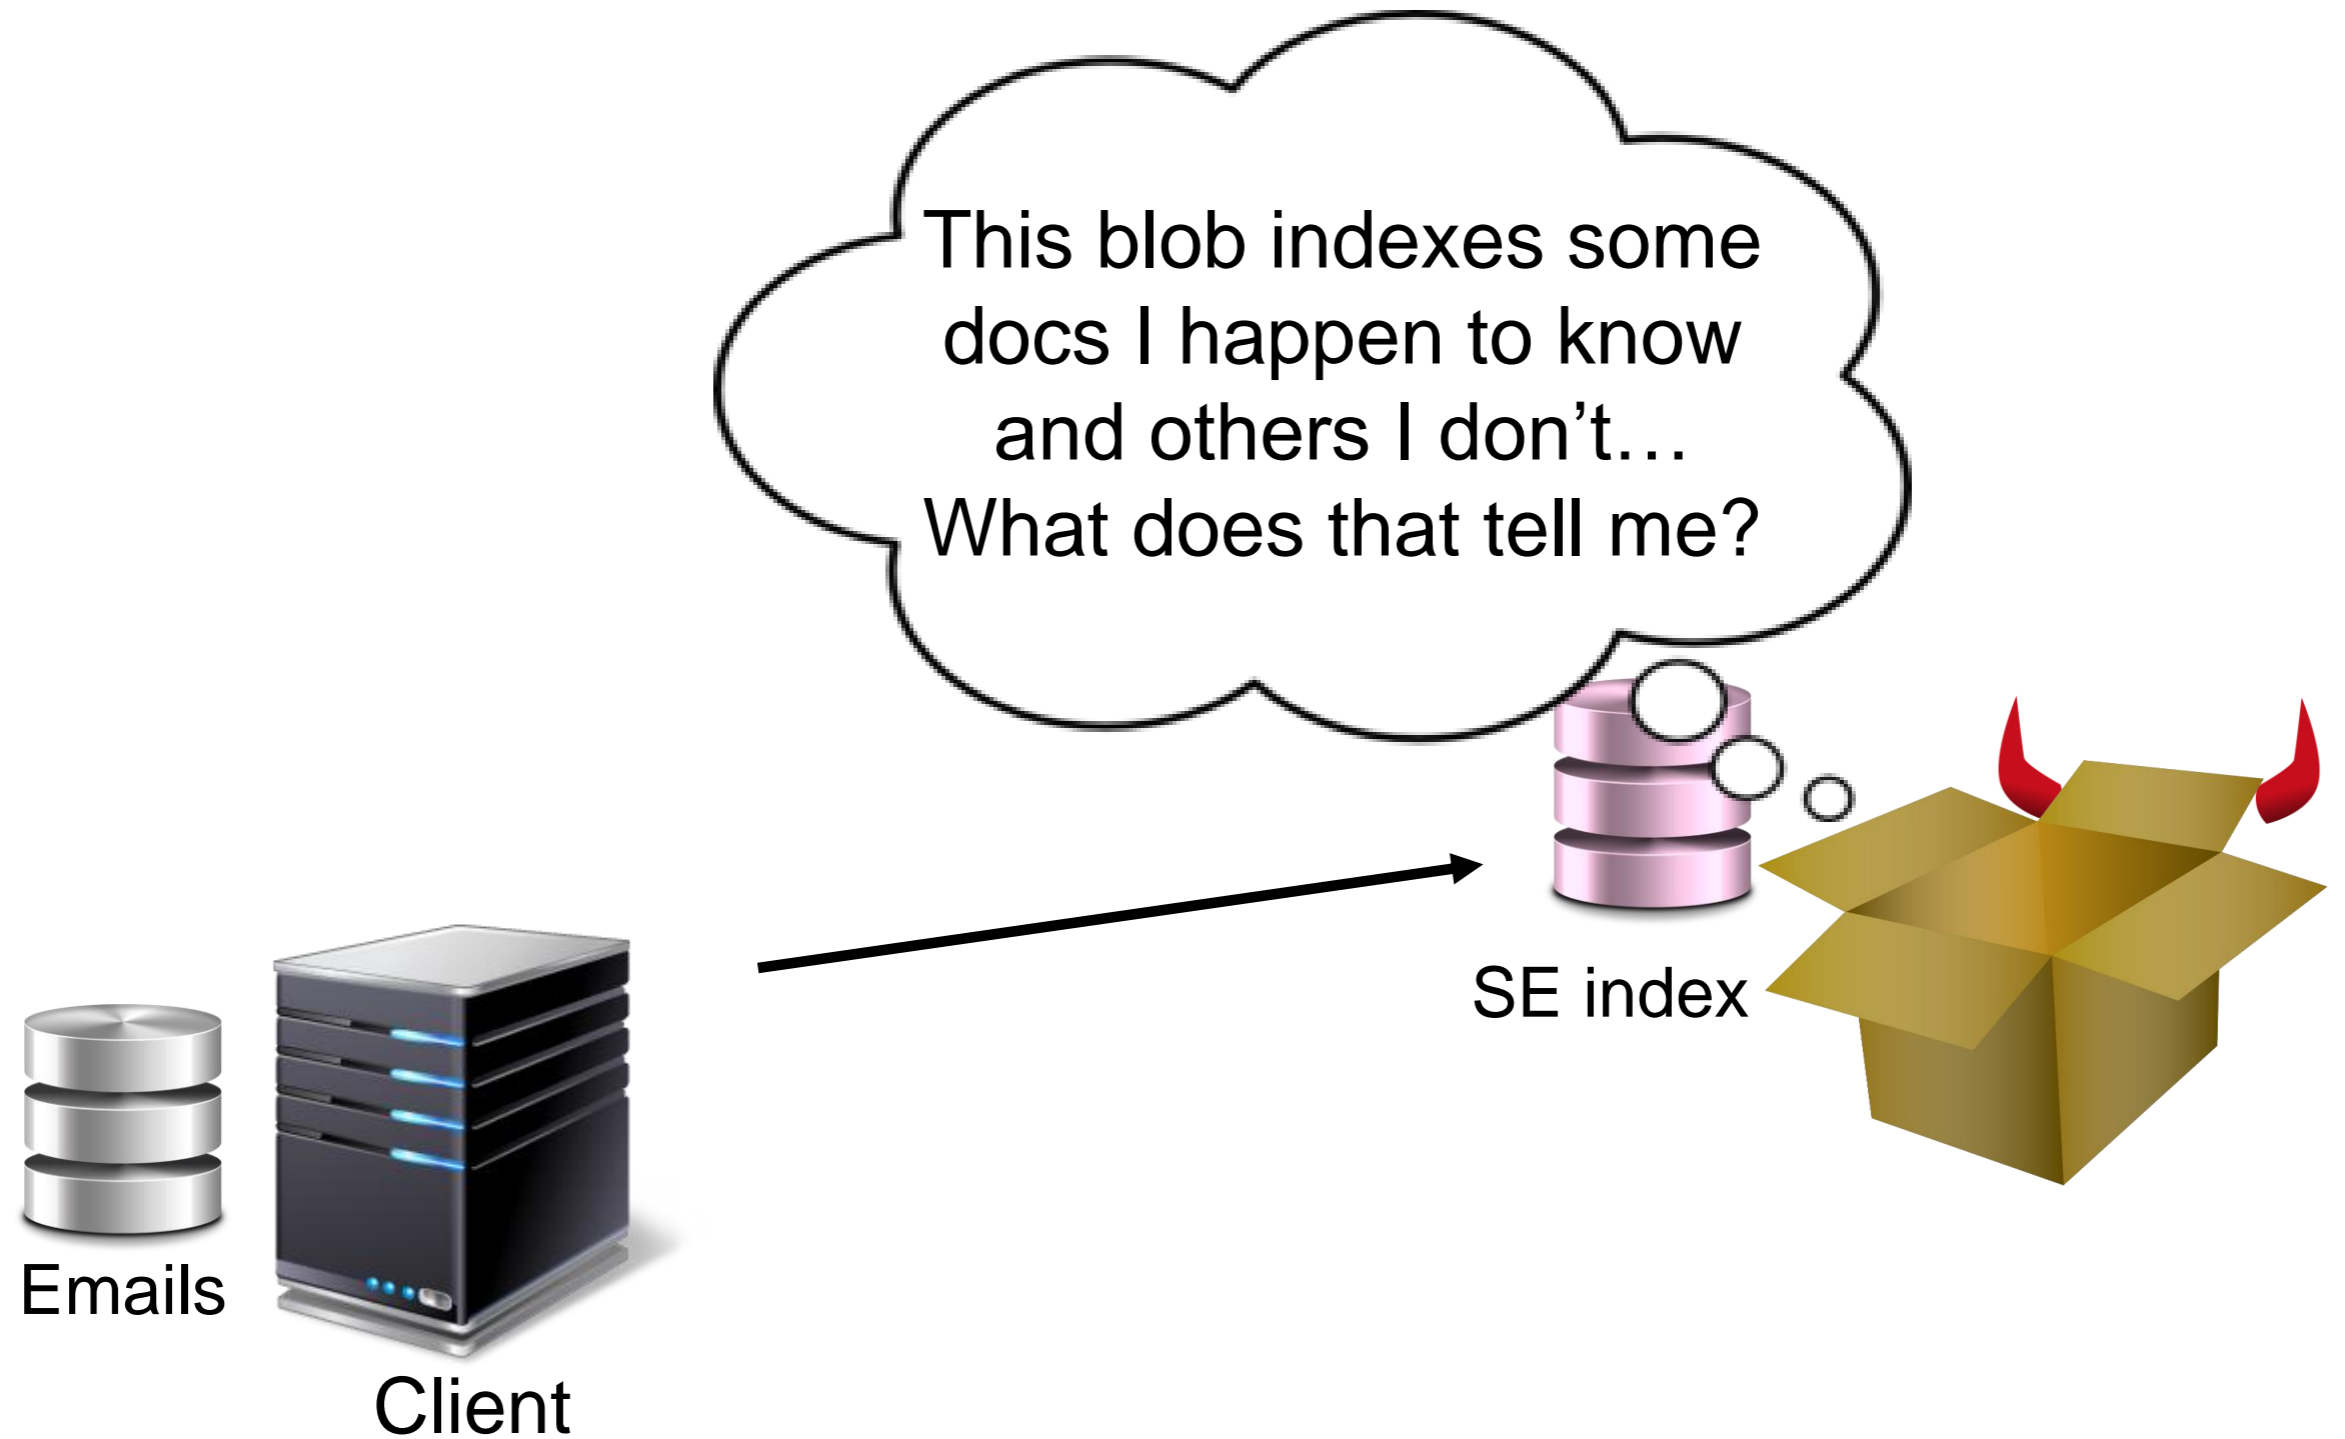 This blob indexes some
docs I happen to know
and others I don’t…
What does that tell me?
SE index
Emails
Client